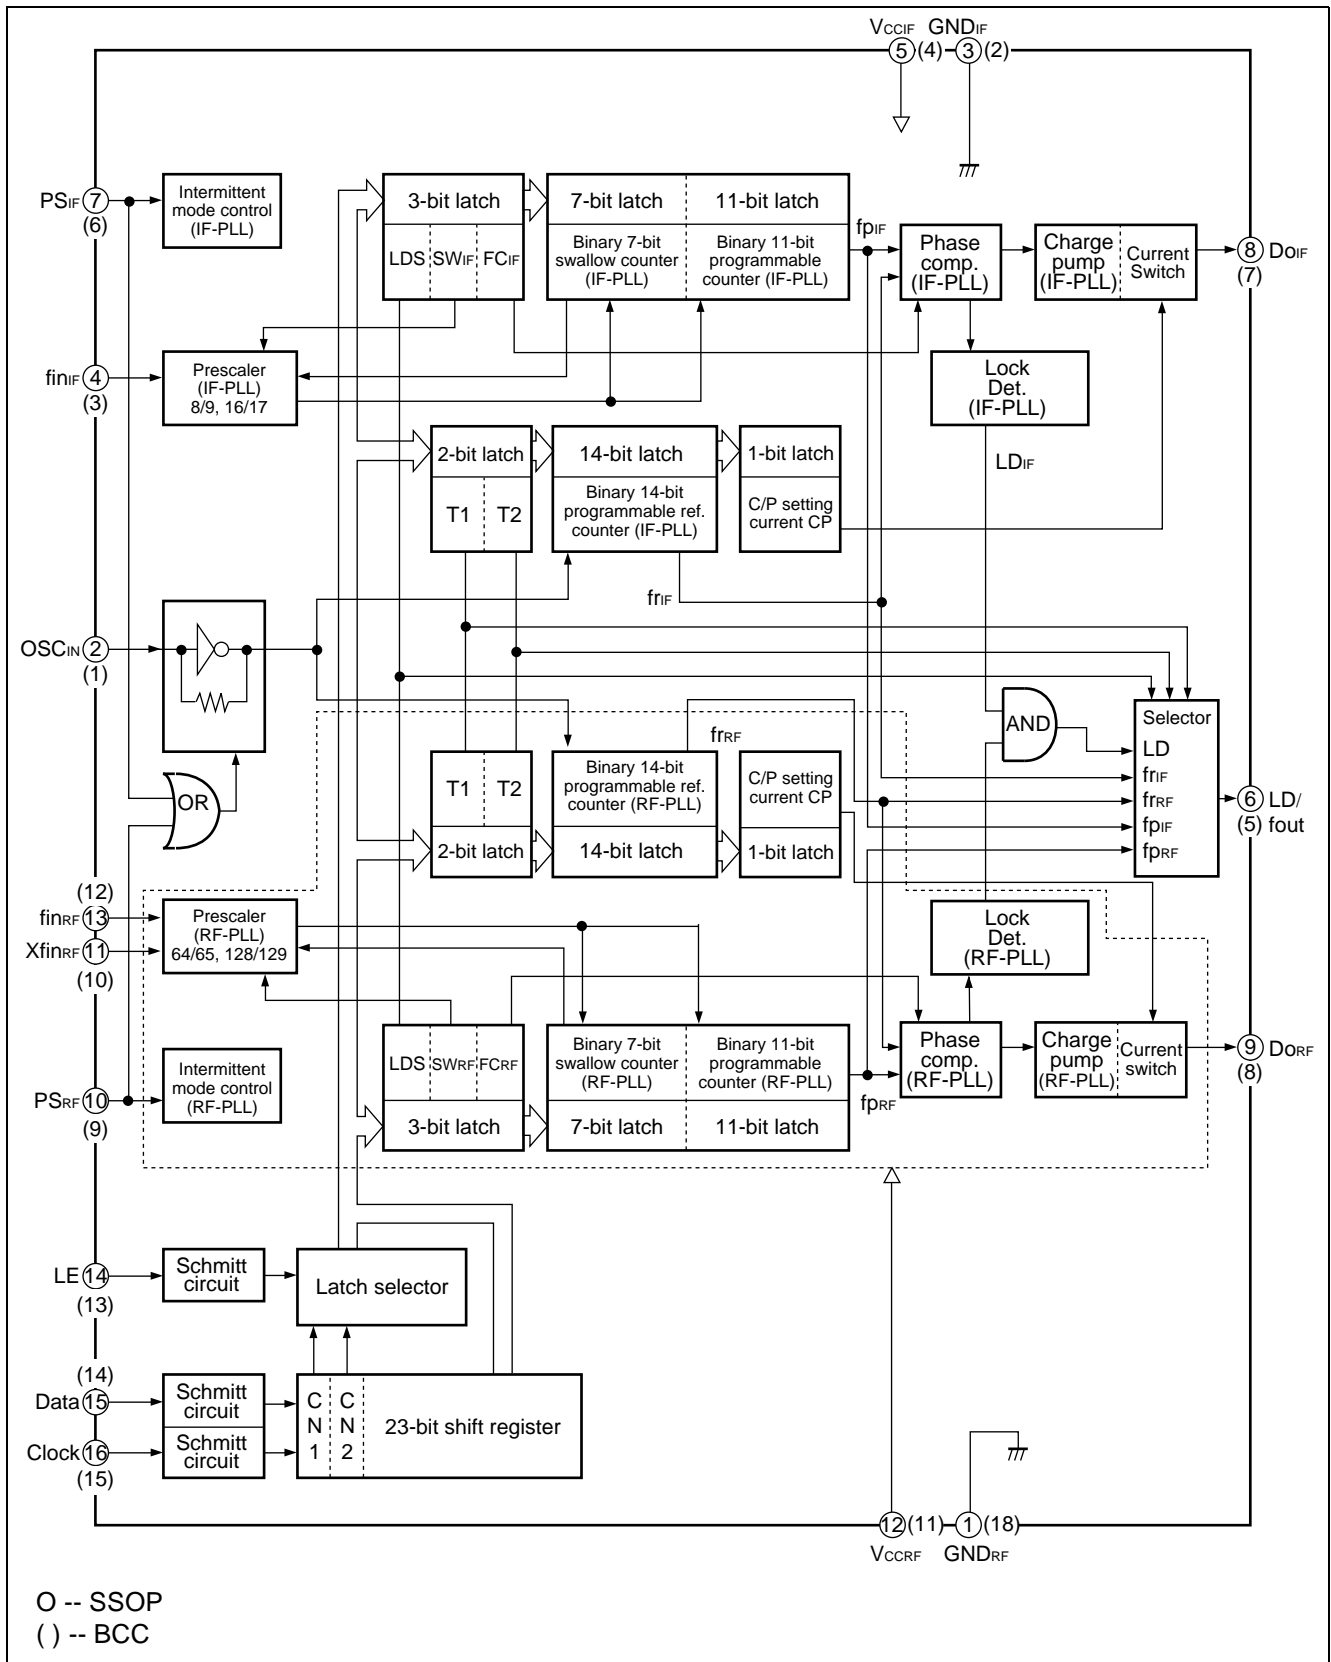 VCCIF GNDIF
5 (4) 3 (2)
PSIF 7
(6)
Intermittent
mode control
(IF-PLL)
3-bit latch
LDS SWIF FCIF
7-bit latch
11-bit latch
Binary 7-bit
swallow counter
(IF-PLL)
Binary 11-bit
programmable
counter (IF-PLL)
fpIF
Phase
comp.
(IF-PLL)
Charge
pump
(IF-PLL)
Current
Switch
8 DoIF
(7)
finIF 4
(3)
Prescaler
(IF-PLL)
8/9, 16/17
Lock
Det.
(IF-PLL)
2-bit latch
T1 T2
14-bit latch
Binary 14-bit
programmable ref.
counter (IF-PLL)
1-bit latch
C/P setting
current CP
LDIF
frIF
OSCIN 2
(1)
OR
AND
Selector
LD
frIF
frRF
fpIF
fpRF
6 LD/
(5) fout
frRF
T1 T2
2-bit latch
Binary 14-bit
programmable ref.
counter (RF-PLL)
14-bit latch
C/P setting
current CP
1-bit latch
(12)
finRF 13
XfinRF 11
(10)
Prescaler
(RF-PLL)
64/65, 128/129
Lock
Det.
(RF-PLL)
LDS SWRF FCRF
3-bit latch
Binary 7-bit
swallow counter
(RF-PLL)
Binary 11-bit
programmable
counter (RF-PLL)
7-bit latch
11-bit latch
fpRF
Phase
comp.
(RF-PLL)
Charge
pump
(RF-PLL)
Current
switch
9 DoRF
(8)
Intermittent
mode control
(RF-PLL)
PSRF 10
(9)
LE 14
(13)
Schmitt
circuit
Latch selector
(14)
Data 15
Clock 16
(15)
Schmitt
circuit
Schmitt
circuit
C
N
1
C
N
2
23-bit shift register
12 (11) 1 (18)
VCCRF GNDRF
O -- SSOP
( ) -- BCC